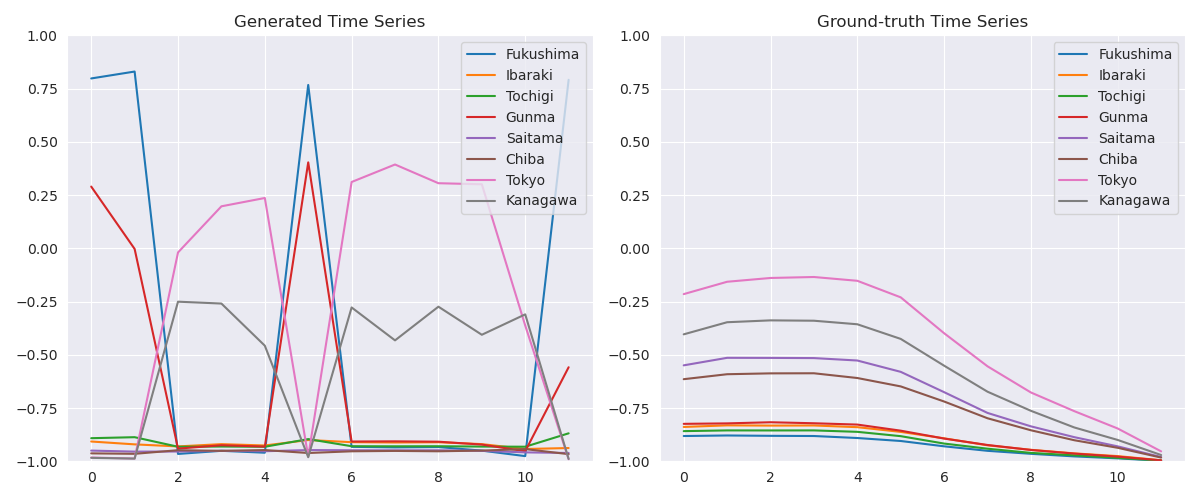 Generated Time Series
1.00
0.75
0.50
0.25
0.00
−0.25
−0.50
−0.75
−1.00
0 2 4 6 8 10
Fukushima
Ibaraki
Tochigi
Gunma
Saitama
Chiba
Tokyo
Kanagawa
Ground-truth Time Series
1.00
0.75
0.50
0.25
0.00
−0.25
−0.50
−0.75
−1.00
0 2 4 6 8 10
Fukushima
Ibaraki
Tochigi
Gunma
Saitama
Chiba
Tokyo
Kanagawa